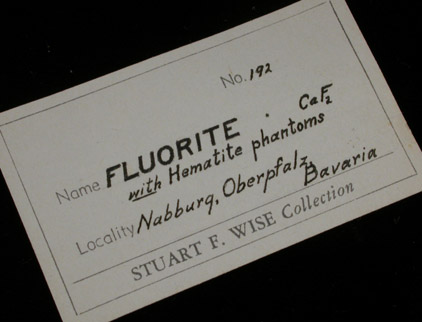 No. 192
Name FLUORITE . CaF2
with Hematite phantoms
Locality Nabburg, Oberpfalz,
Bavaria
STUART F. WISE Collection